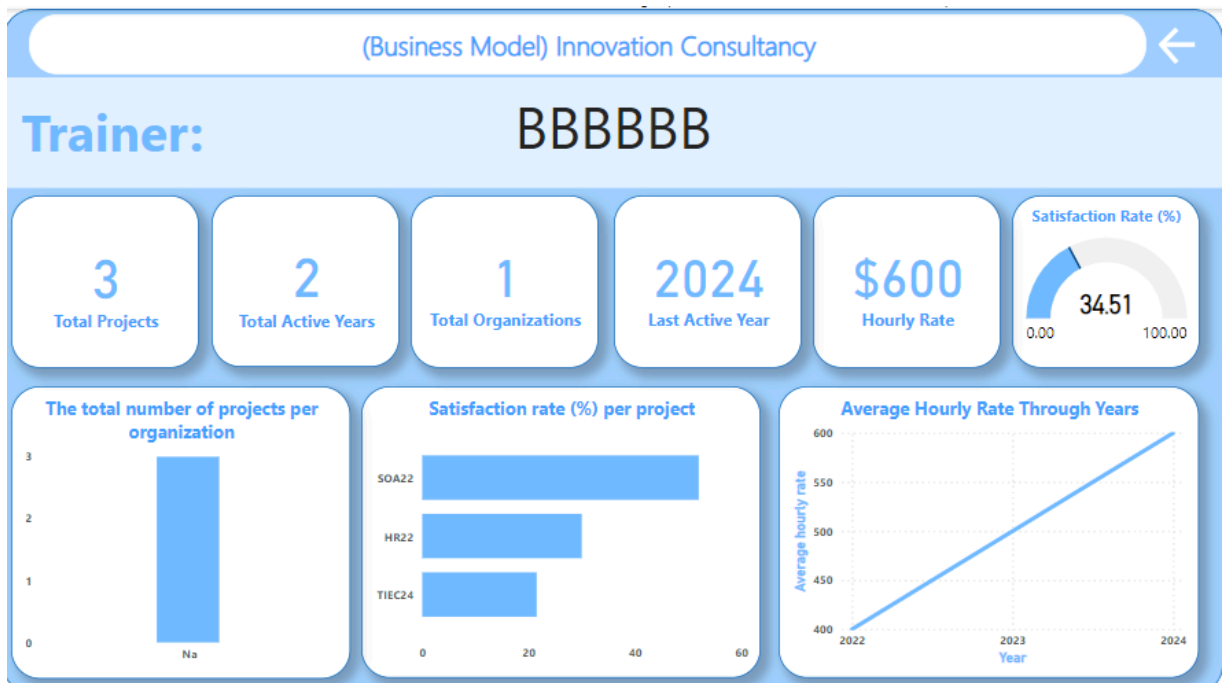 (Business Model) Innovation Consultancy
Trainer:
BBBBBB
3
Total Projects
2
Total Active Years
1
Total Organizations
2024
Last Active Year
$600
Hourly Rate
Satisfaction Rate (%)
34.51
0.00
100.00
The total number of projects per
organization
3
2
1
0
Na
Satisfaction rate (%) per project
SOA22
HR22
TIEC24
0
20
40
60
Average Hourly Rate Through Years
Average hourly rate
600
550
500
450
400
2022
2023
2024
Year